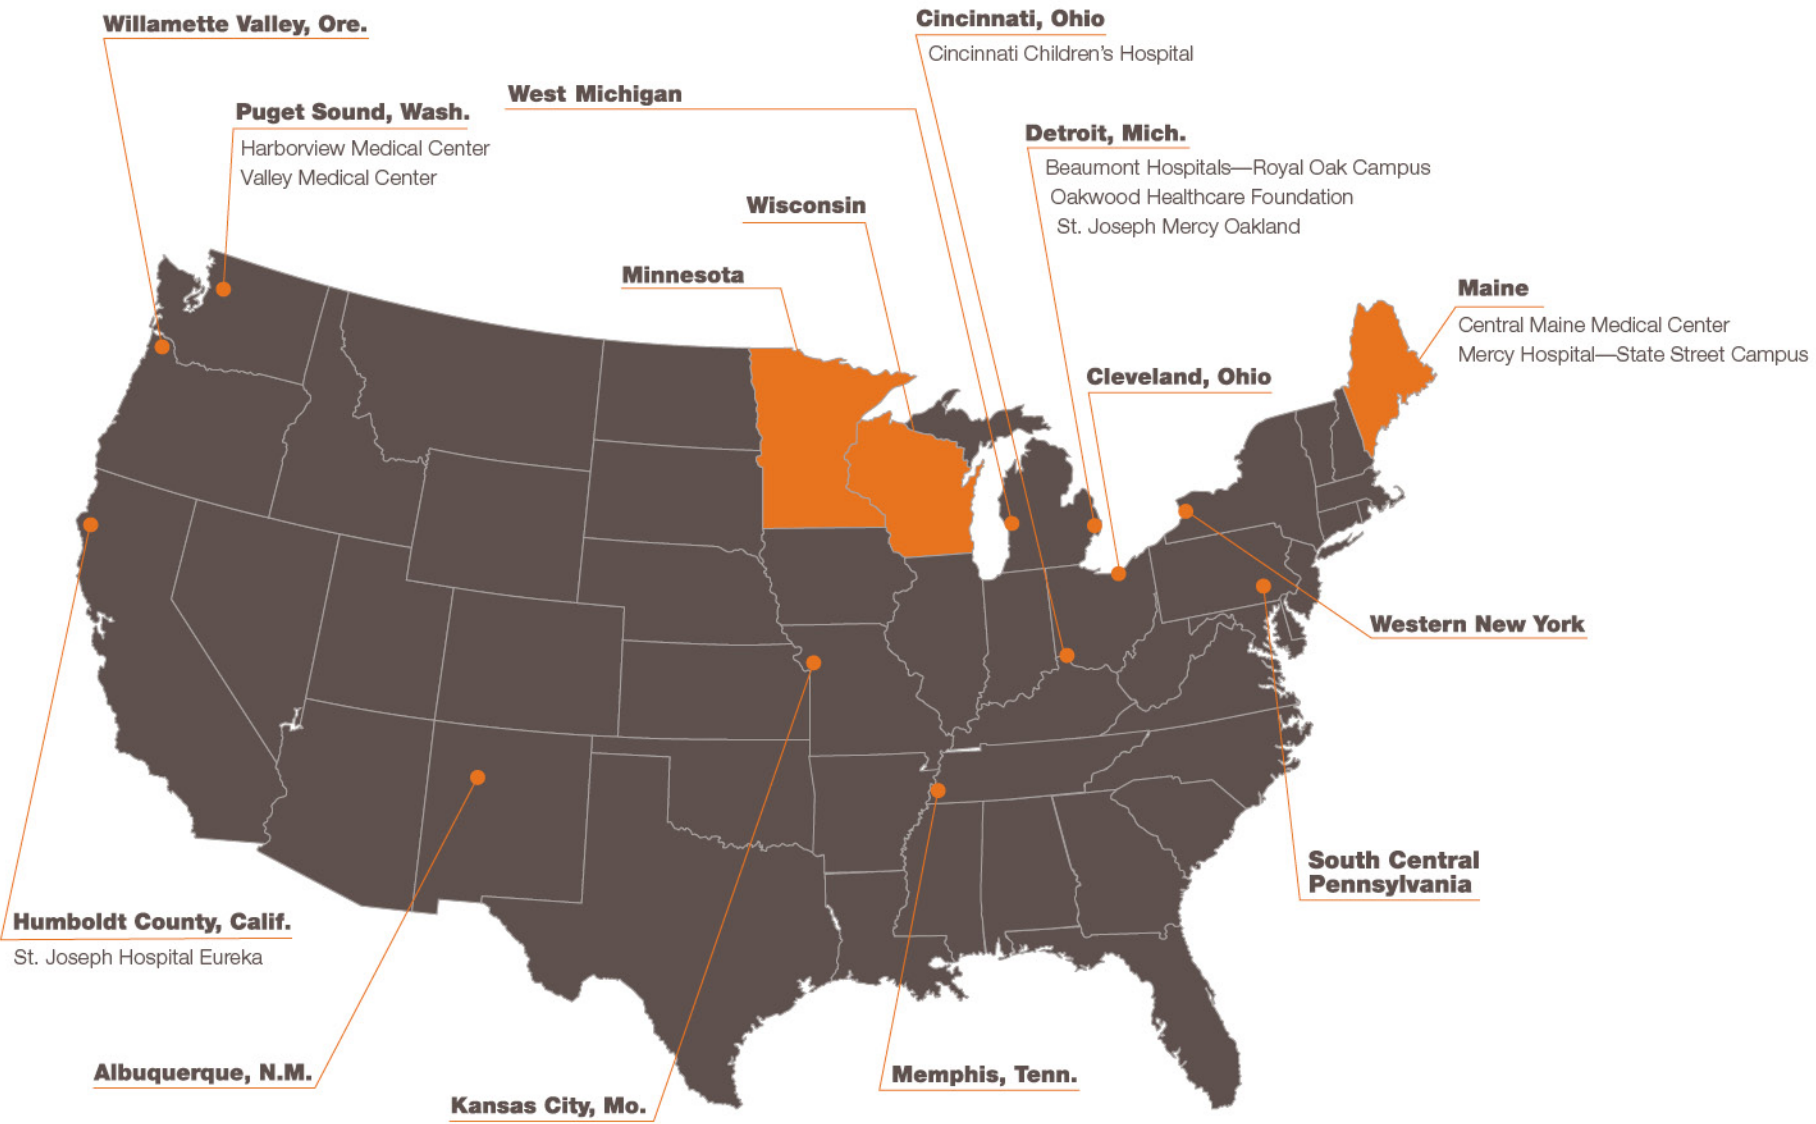 Willamette Valley, Ore.
Puget Sound, Wash.
Harborview Medical Center
Valley Medical Center
West Michigan
Cincinnati, Ohio
Cincinnati Children's Hospital
Detroit, Mich.
Beaumont Hospitals—Royal Oak Campus
Oakwood Healthcare Foundation
St. Joseph Mercy Oakland
Wisconsin
Minnesota
Maine
Central Maine Medical Center
Mercy Hospital—State Street Campus
Cleveland, Ohio
Western New York
South Central
Pennsylvania
Humboldt County, Calif.
St. Joseph Hospital Eureka
Albuquerque, N.M.
Kansas City, Mo.
Memphis, Tenn.